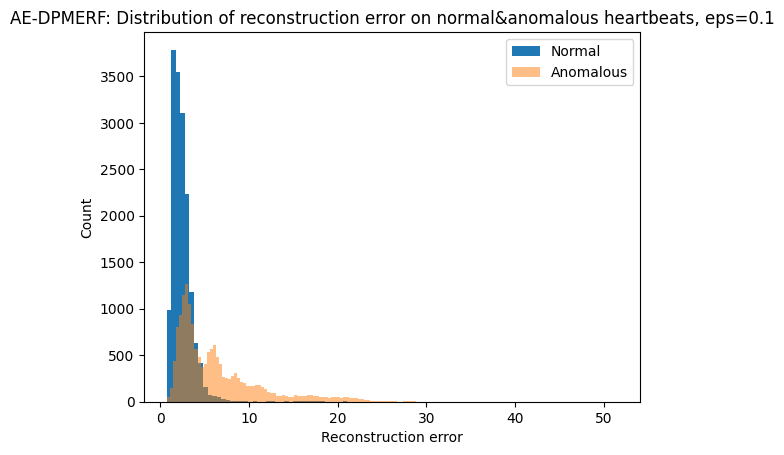 AE-DPMERF: Distribution of reconstruction error on normal&anomalous heartbeats, eps=0.1
Normal
Anomalous
3500
3000
2500
2000
1500
1000
500
0
Count
0 10 20 30 40 50
Reconstruction error